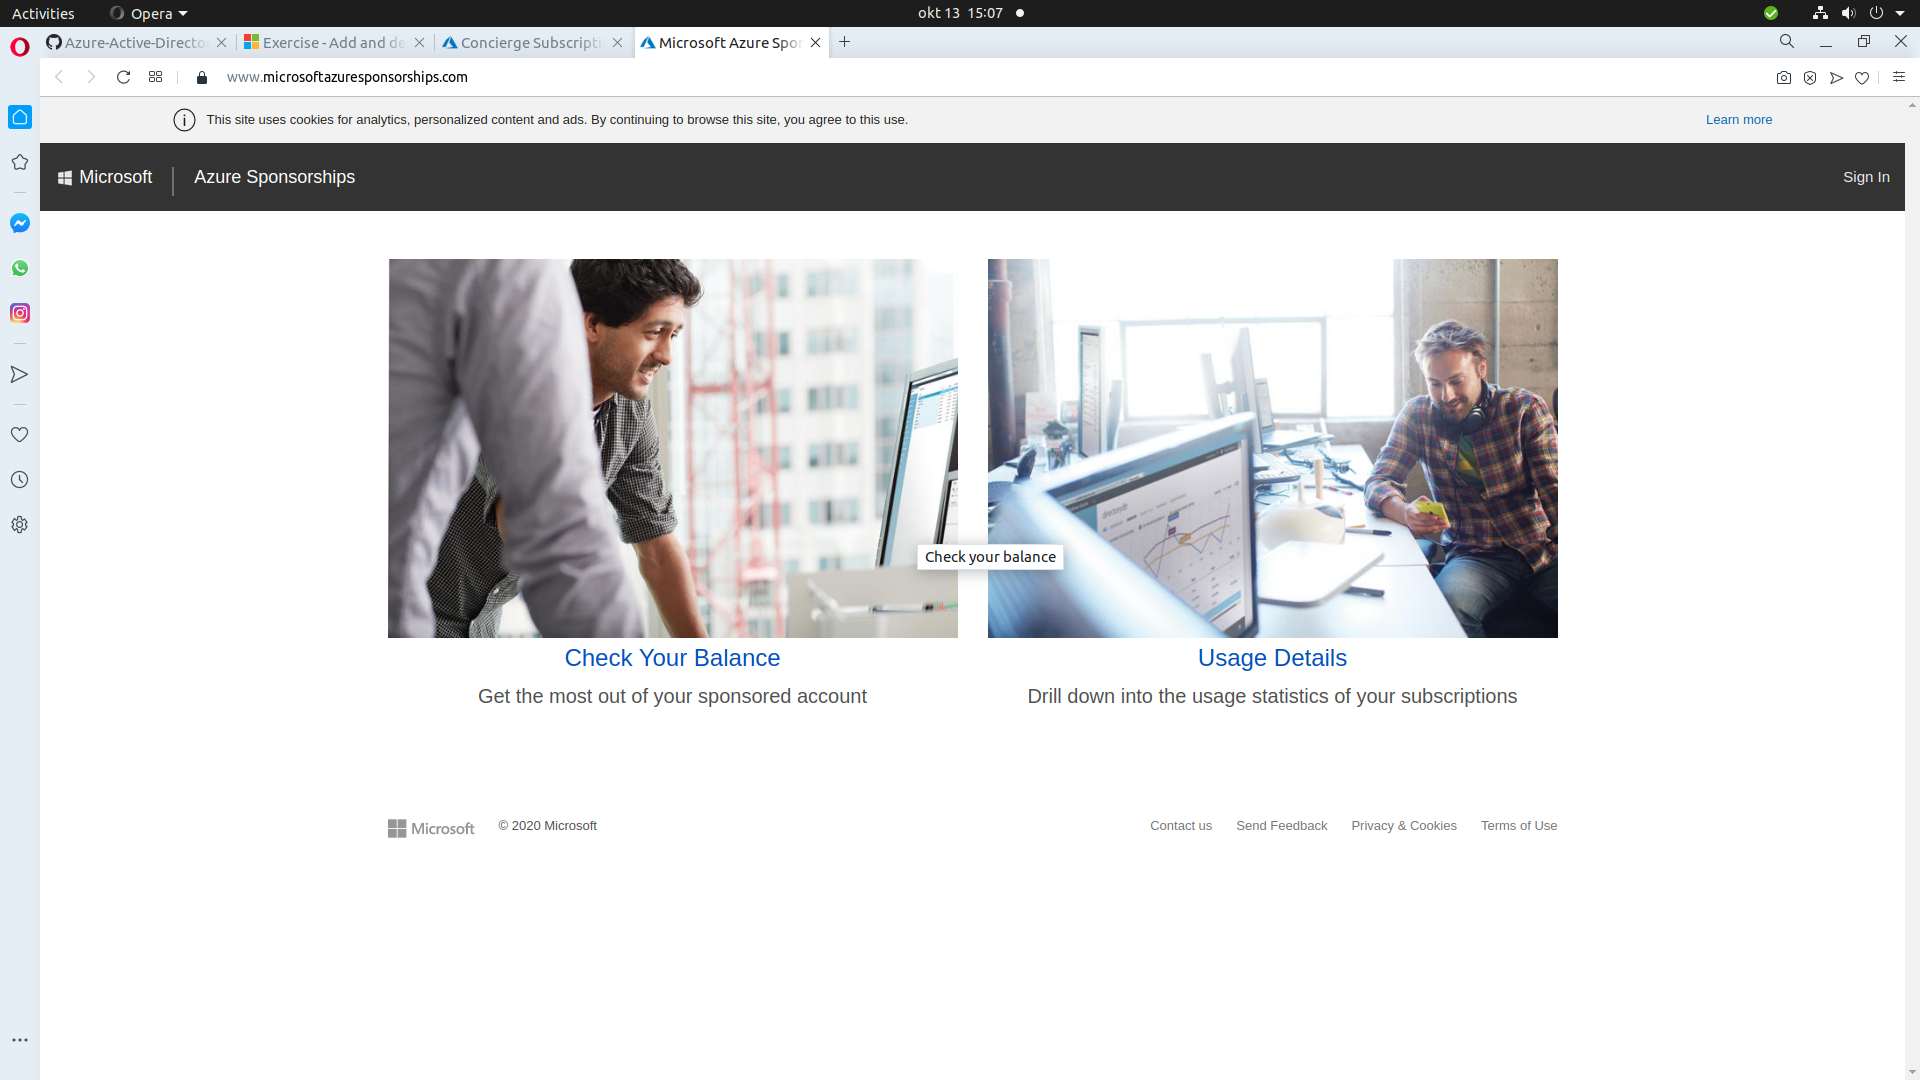 Activities
Opera
okt 13 15:07
Azure-Active-Directo
Exercise - Add and de
Concierge Subscripti
Microsoft Azure Spor
www.microsoftazuresponsorships.com
This site uses cookies for analytics, personalized content and ads. By continuing to browse this site, you agree to this use.
Learn more
Microsoft
Azure Sponsorships
Sign In
directorydb
Check your balance
Check Your Balance
Usage Details
Get the most out of your sponsored account
Drill down into the usage statistics of your subscriptions
Microsoft
© 2020 Microsoft
Contact us
Send Feedback
Privacy & Cookies
Terms of Use